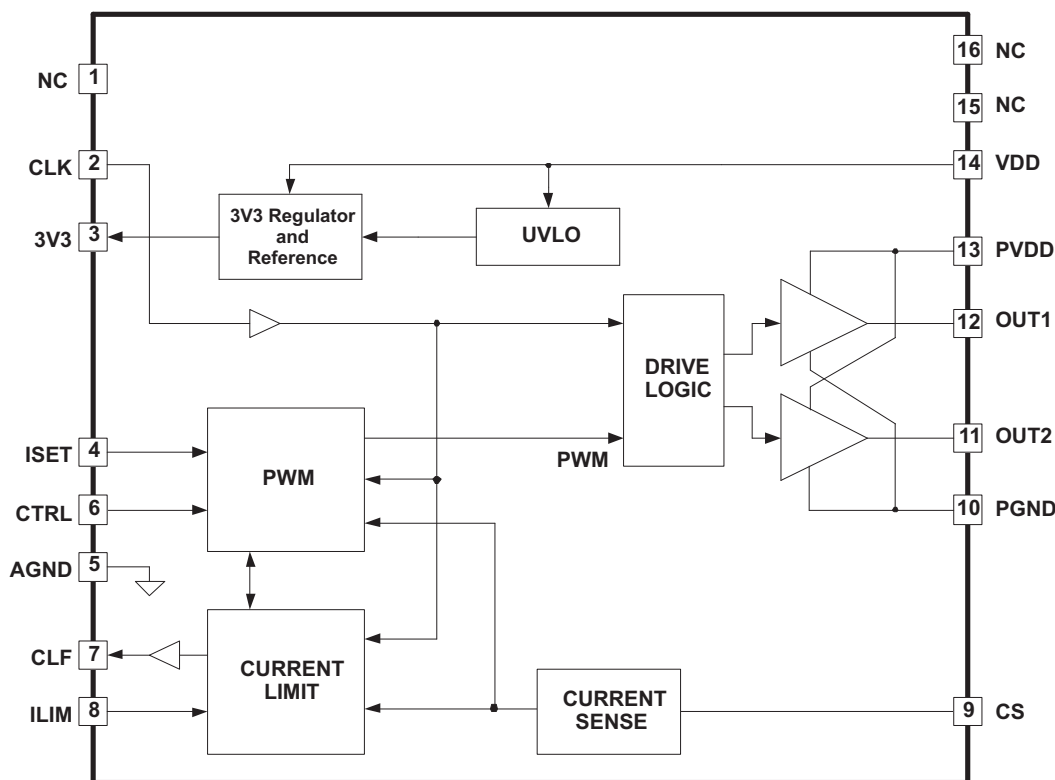 NC 1
16 NC
15 NC
CLK 2
14 VDD
3V3 3
3V3 Regulator
and
Reference
UVLO
13 PVDD
12 OUT1
DRIVE
LOGIC
ISET 4
PWM
PWM
11 OUT2
CTRL 6
10 PGND
AGND 5
CLF 7
CURRENT
LIMIT
ILIM 8
CURRENT
SENSE
9 CS